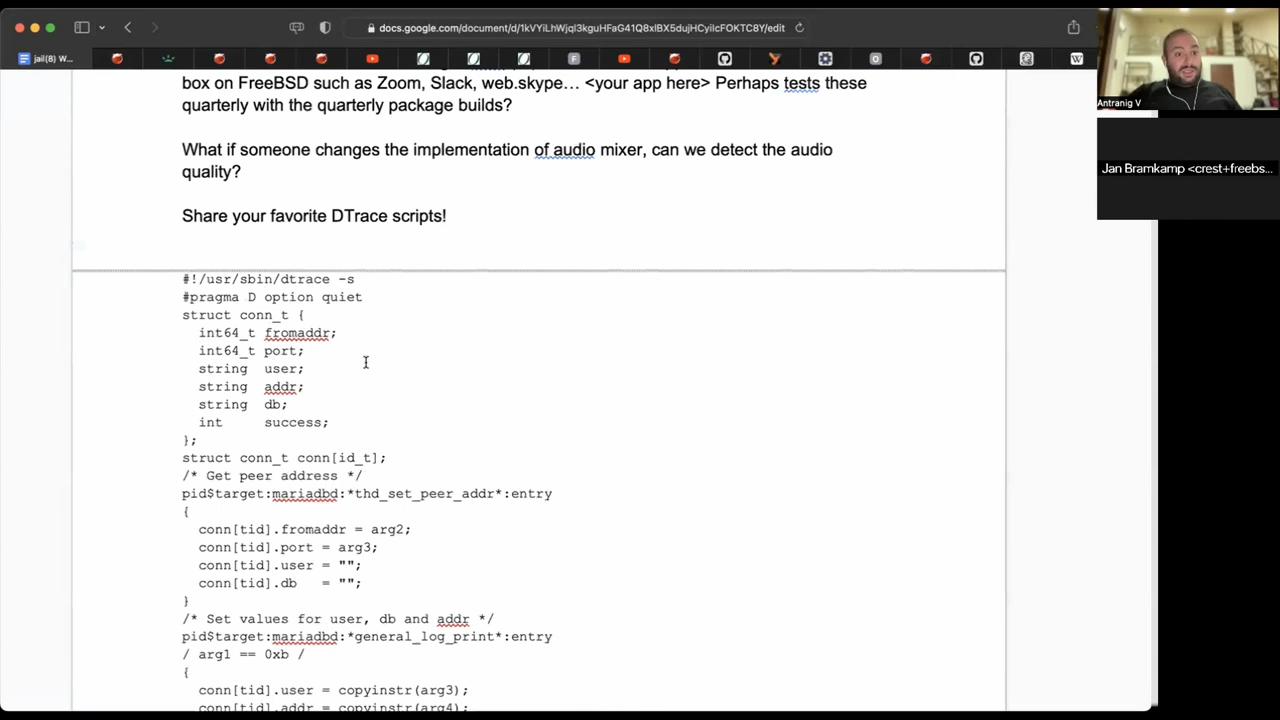 docs.google.com/document/d/1kVYiLhWjql3kguHFaG41Q8xlBX5dujHCyilcFOKTC8Y/edit
jail(8) W...
box on FreeBSD such as Zoom, Slack, web.skype… <your app here> Perhaps tests these
quarterly with the quarterly package builds?
What if someone changes the implementation of audio mixer, can we detect the audio
quality?
Share your favorite DTrace scripts!
#!/usr/sbin/dtrace -s
#pragma D option quiet
struct conn_t {
  int64_t fromaddr;
  int64_t port;
  string  user;
  string  addr;
  string  db;
  int     success;
};
struct conn_t conn[id_t];
/* Get peer address */
pid$target:mariadbd:*thd_set_peer_addr*:entry
{
  conn[tid].fromaddr = arg2;
  conn[tid].port = arg3;
  conn[tid].user = "";
  conn[tid].db   = "";
}
/* Set values for user, db and addr */
pid$target:mariadbd:*general_log_print*:entry
/ arg1 == 0xb /
{
  conn[tid].user = copyinstr(arg3);
  conn[tid].addr = copyinstr(arg4);
Antranig V
Jan Bramkamp <crest+freebs...